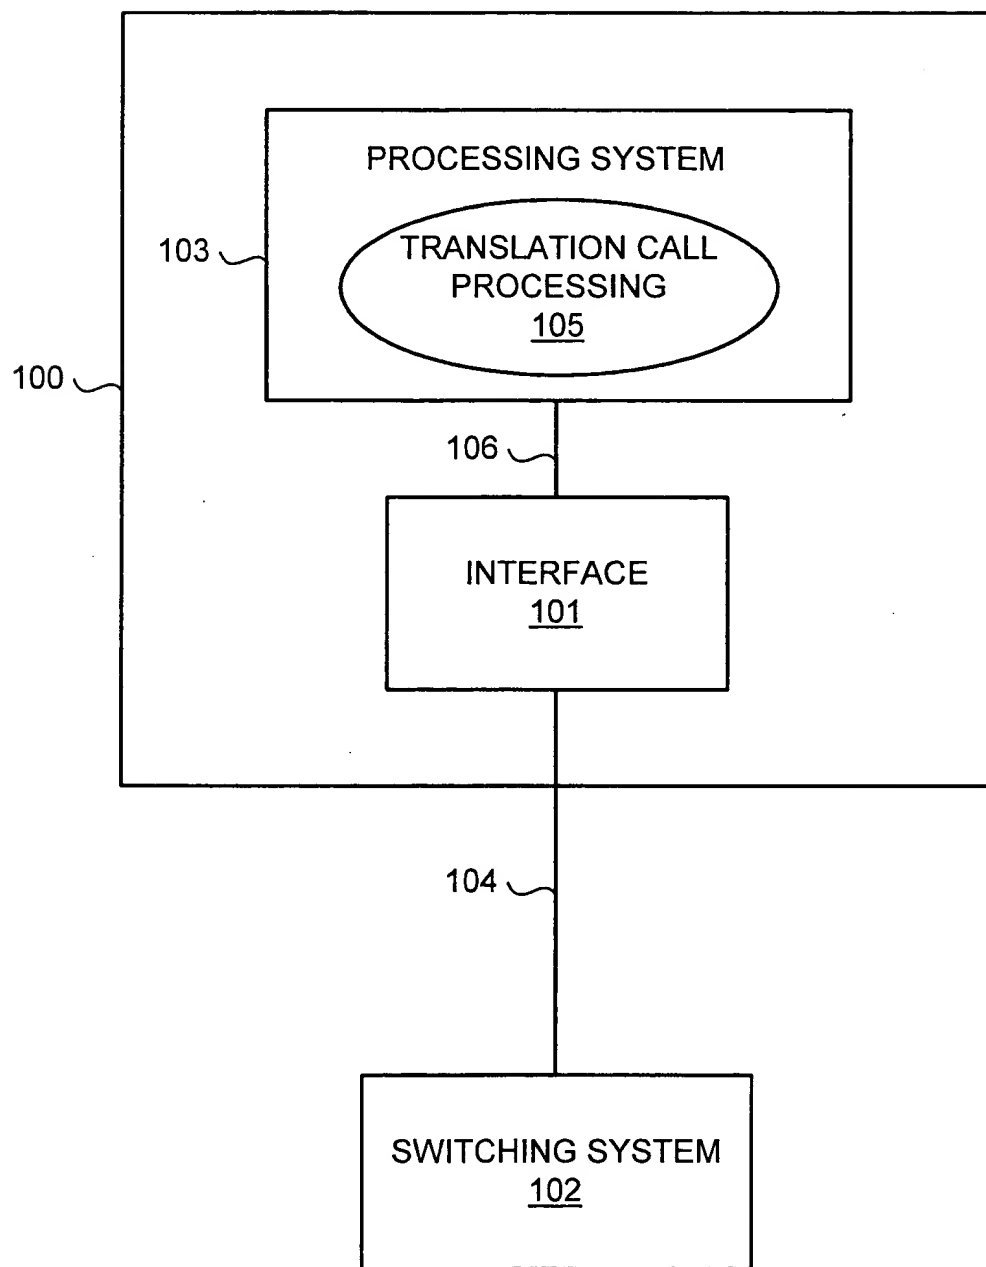 PROCESSING SYSTEM
TRANSLATION CALL
PROCESSING
105
103
100
106
INTERFACE
101
104
SWITCHING SYSTEM
102